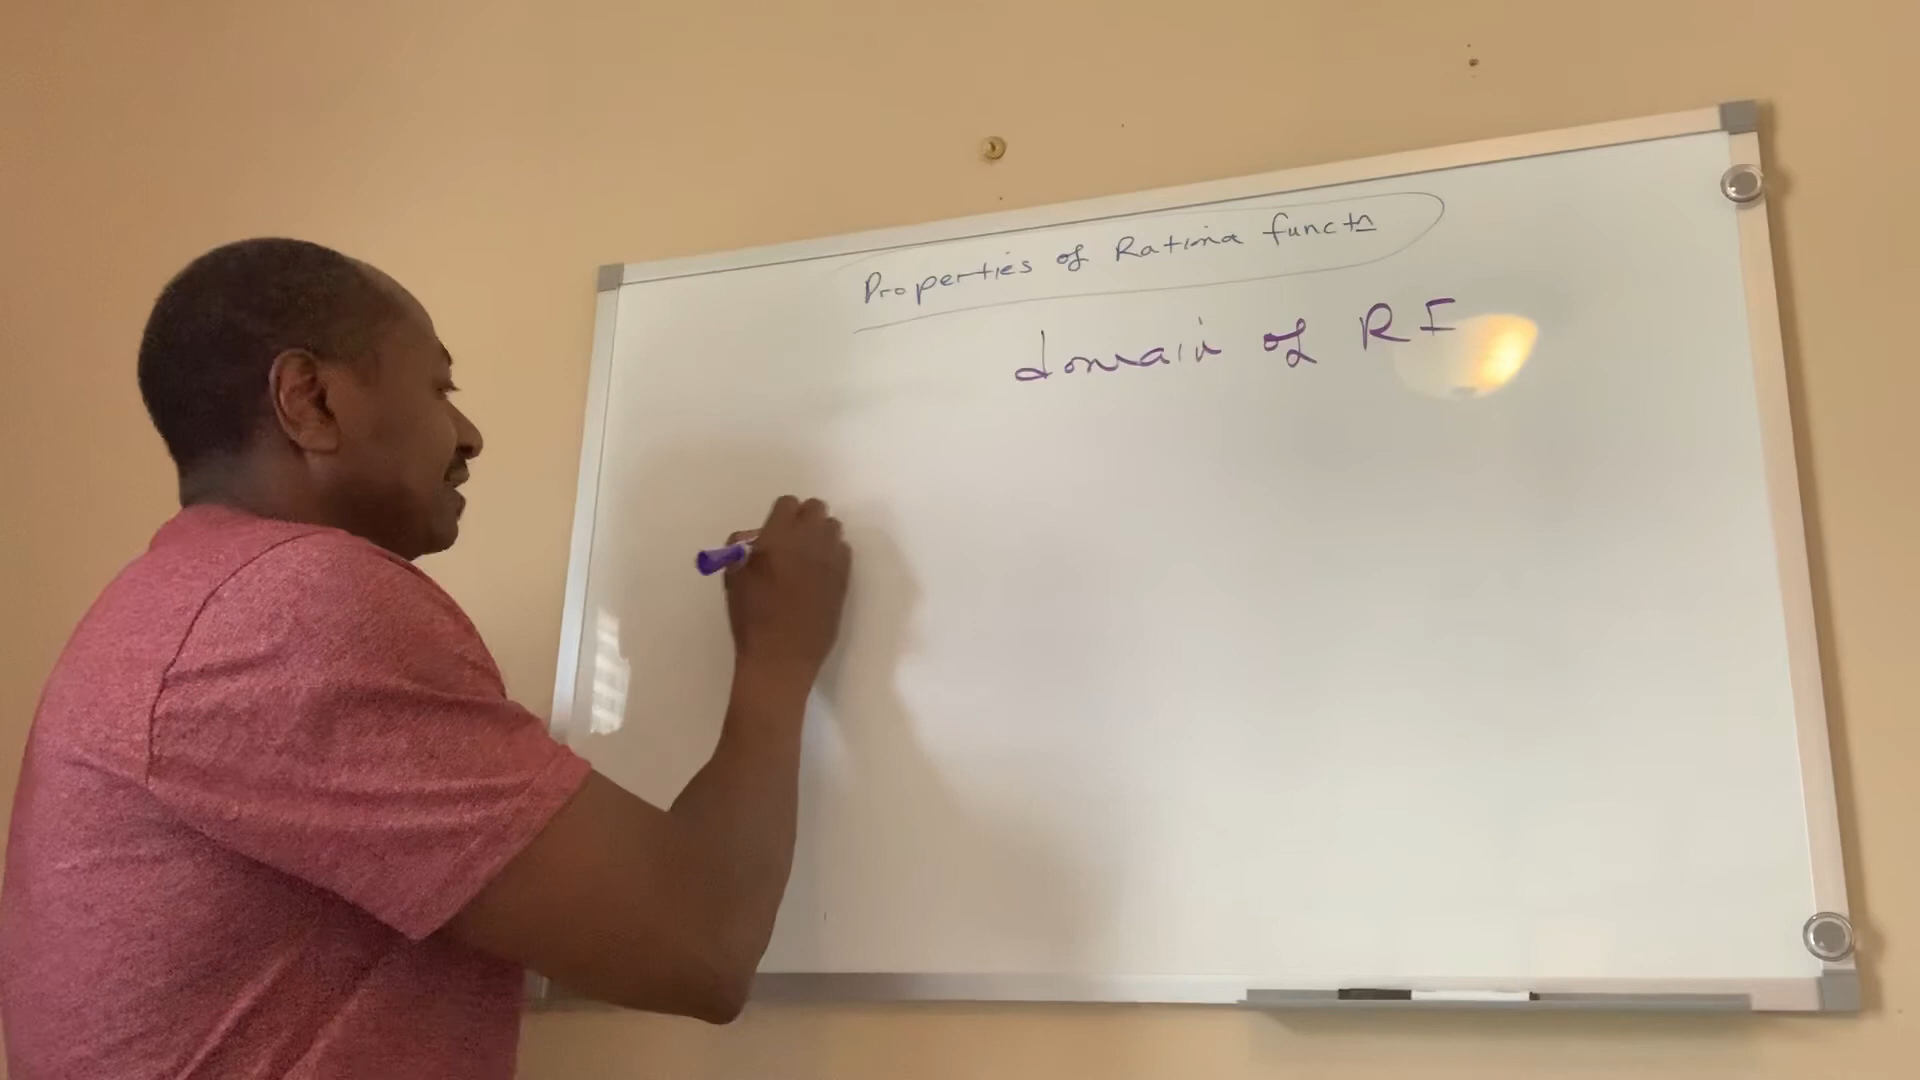 Properties of Rationa functn
domain of RF